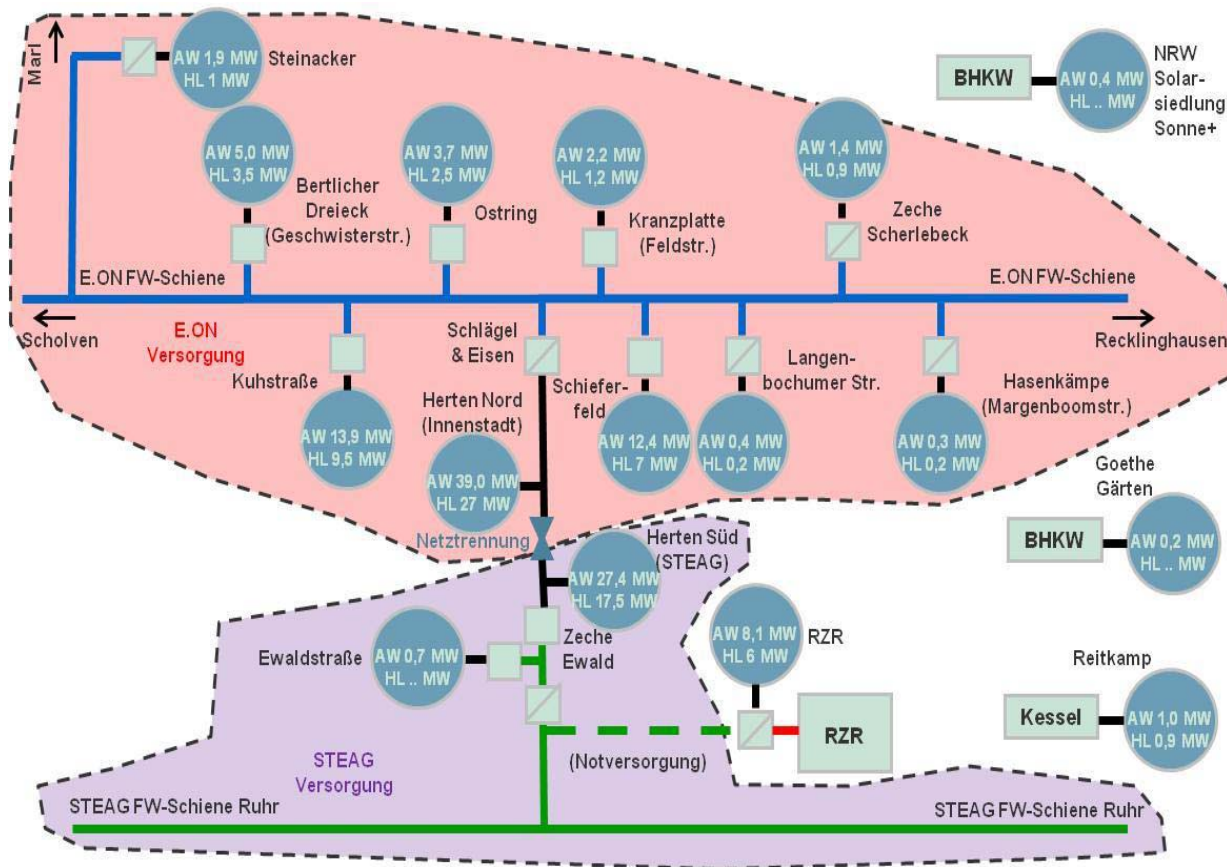 Marl
AW 1,9 MW
HL 1 MW
Steinacker
BHKW
AW 0,4 MW
HL .. MW
NRW
Solar-
siedlung
Sonne+
AW 5,0 MW
HL 3,5 MW
Bertlicher
Dreieck
(Geschwisterstr.)
AW 3,7 MW
HL 2,5 MW
Ostring
AW 2,2 MW
HL 1,2 MW
Kranzplatte
(Feldstr.)
AW 1,4 MW
HL 0,9 MW
Zeche
Scherlebeck
E.ON FW-Schiene
E.ON FW-Schiene
Scholven
E.ON
Versorgung
Recklinghausen
Kuhstraße
AW 13,9 MW
HL 9,5 MW
Schlägel
& Eisen
Herten Nord
(Innenstadt)
AW 39,0 MW
HL 27 MW
Schiefer-
feld
AW 12,4 MW
HL 7 MW
Langen-
bochumer Str.
AW 0,4 MW
HL 0,2 MW
Hasenkämpe
(Margenboomstr.)
AW 0,3 MW
HL 0,2 MW
Goethe
Gärten
BHKW
AW 0,2 MW
HL .. MW
Netztrennung
Herten Süd
(STEAG)
AW 27,4 MW
HL 17,5 MW
Ewaldstraße
AW 0,7 MW
HL .. MW
Zeche
Ewald
AW 8,1 MW
HL 6 MW
RZR
RZR
(Notversorgung)
Reitkamp
Kessel
AW 1,0 MW
HL 0,9 MW
STEAG
Versorgung
STEAG FW-Schiene Ruhr
STEAG FW-Schiene Ruhr